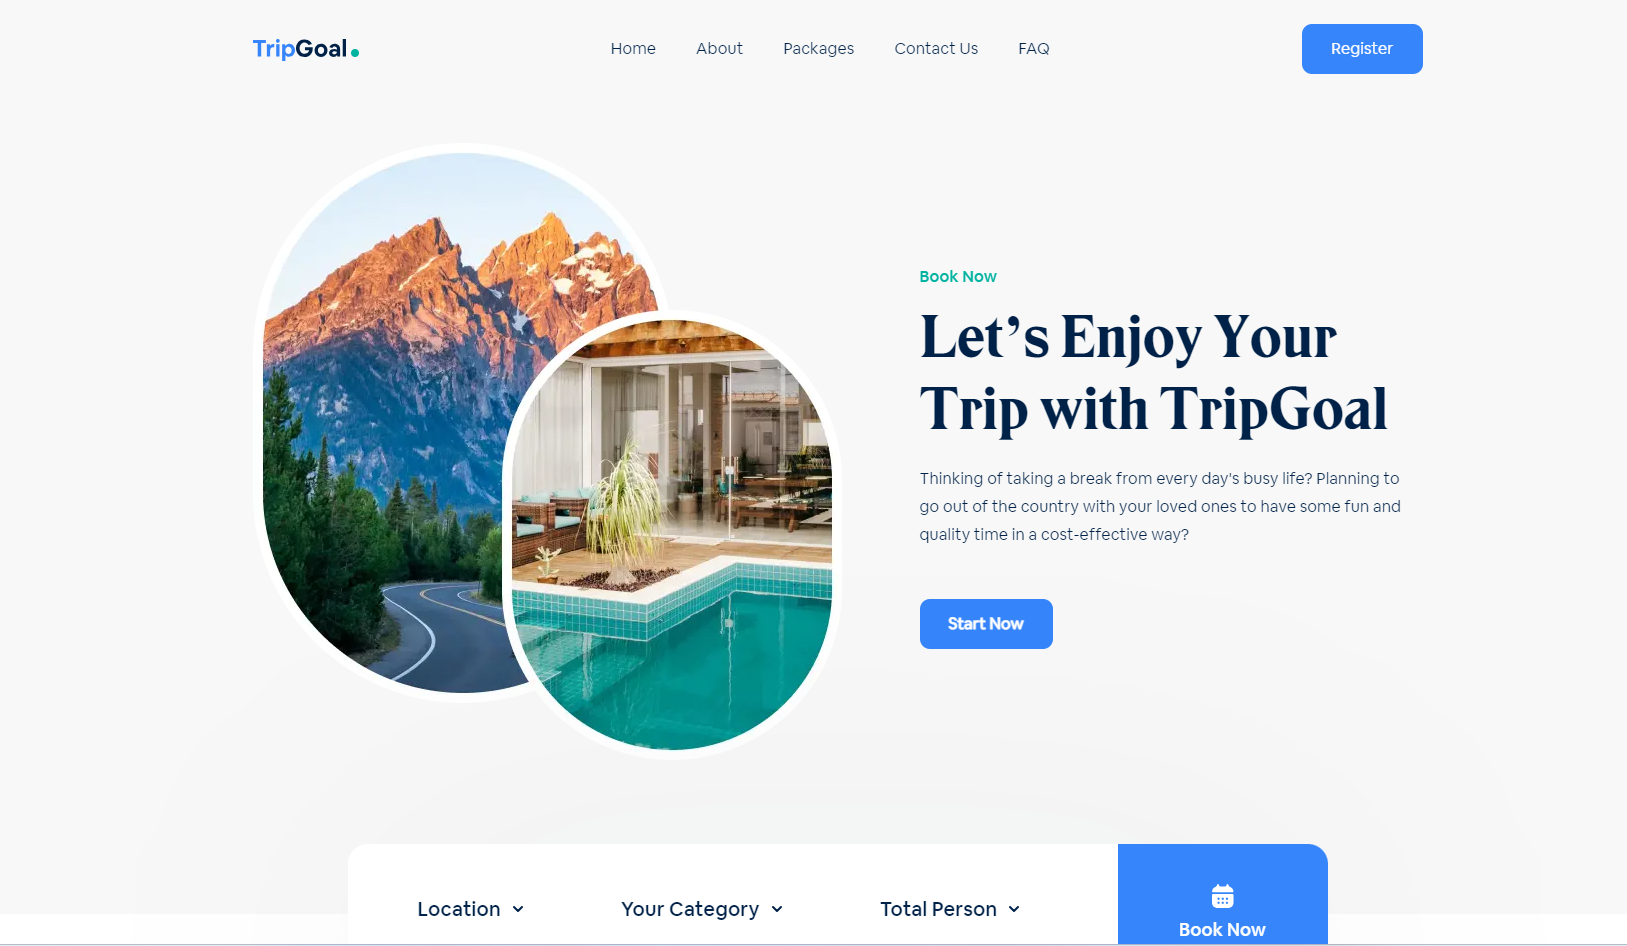 TripGoal
Home
About
Packages
Contact Us
FAQ
Register
Book Now
Let’s Enjoy Your
Trip with TripGoal
Thinking of taking a break from every day's busy life? Planning to
go out of the country with your loved ones to have some fun and
quality time in a cost-effective way?
Start Now
Location
Your Category
Total Person
Book Now